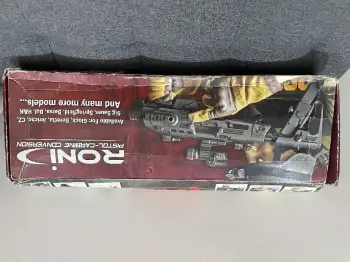 RONI
PISTOL-CARBINE CONVERSION
Available For Glock, Beretta, Jericho, CZ,
Sig Sauer, Springfield, Bersa, Bul, H&K
And many more models...